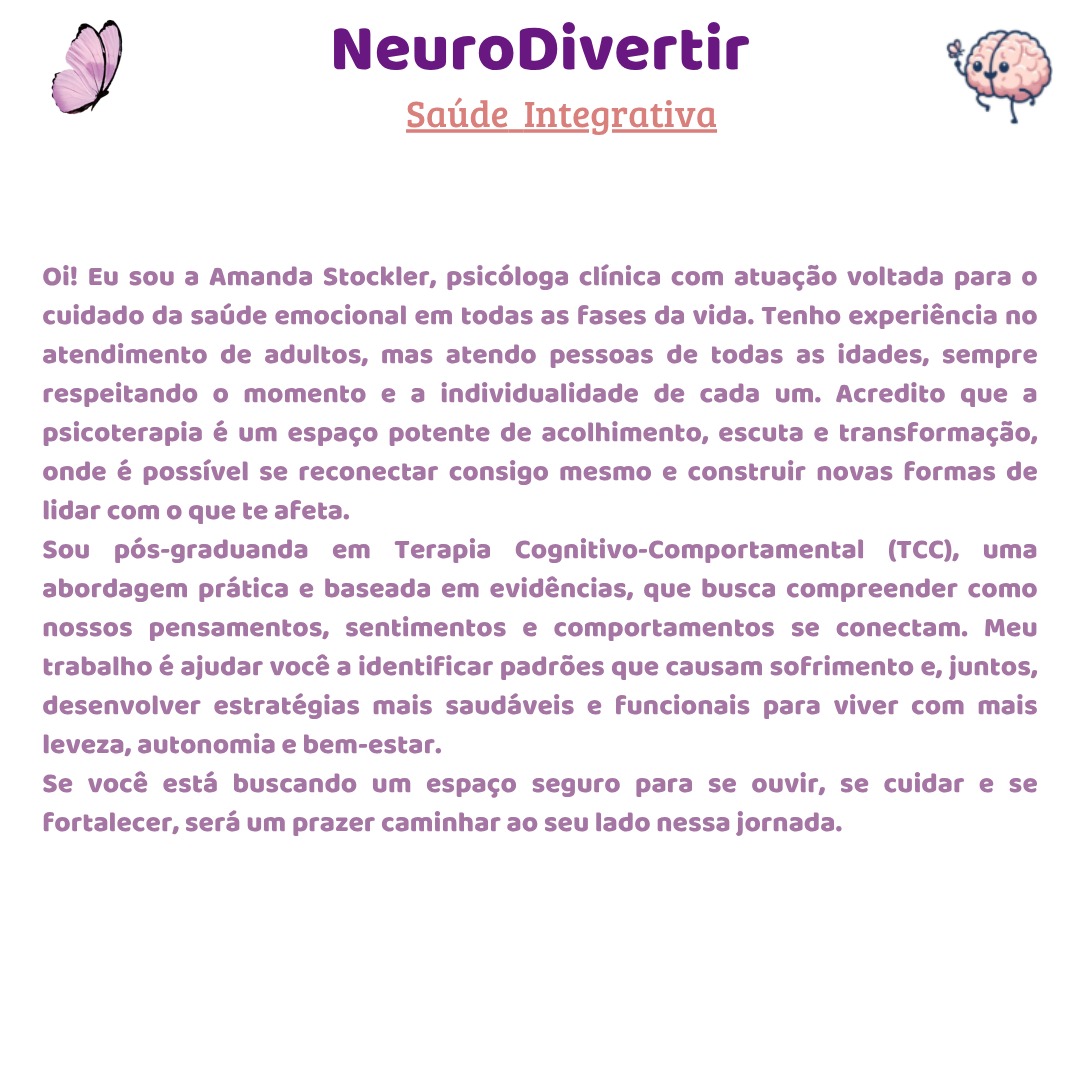 NeuroDivertir
Saúde Integrativa
Oi! Eu sou a Amanda Stockler, psicóloga clínica com atuação voltada para o
cuidado da saúde emocional em todas as fases da vida. Tenho experiência no
atendimento de adultos, mas atendo pessoas de todas as idades, sempre
respeitando o momento e a individualidade de cada um. Acredito que a
psicoterapia é um espaço potente de acolhimento, escuta e transformação,
onde é possível se reconectar consigo mesmo e construir novas formas de
lidar com o que te afeta.
Sou pós-graduanda em Terapia Cognitivo-Comportamental (TCC), uma
abordagem prática e baseada em evidências, que busca compreender como
nossos pensamentos, sentimentos e comportamentos se conectam. Meu
trabalho é ajudar você a identificar padrões que causam sofrimento e, juntos,
desenvolver estratégias mais saudáveis e funcionais para viver com mais
leveza, autonomia e bem-estar.
Se você está buscando um espaço seguro para se ouvir, se cuidar e se
fortalecer, será um prazer caminhar ao seu lado nessa jornada.